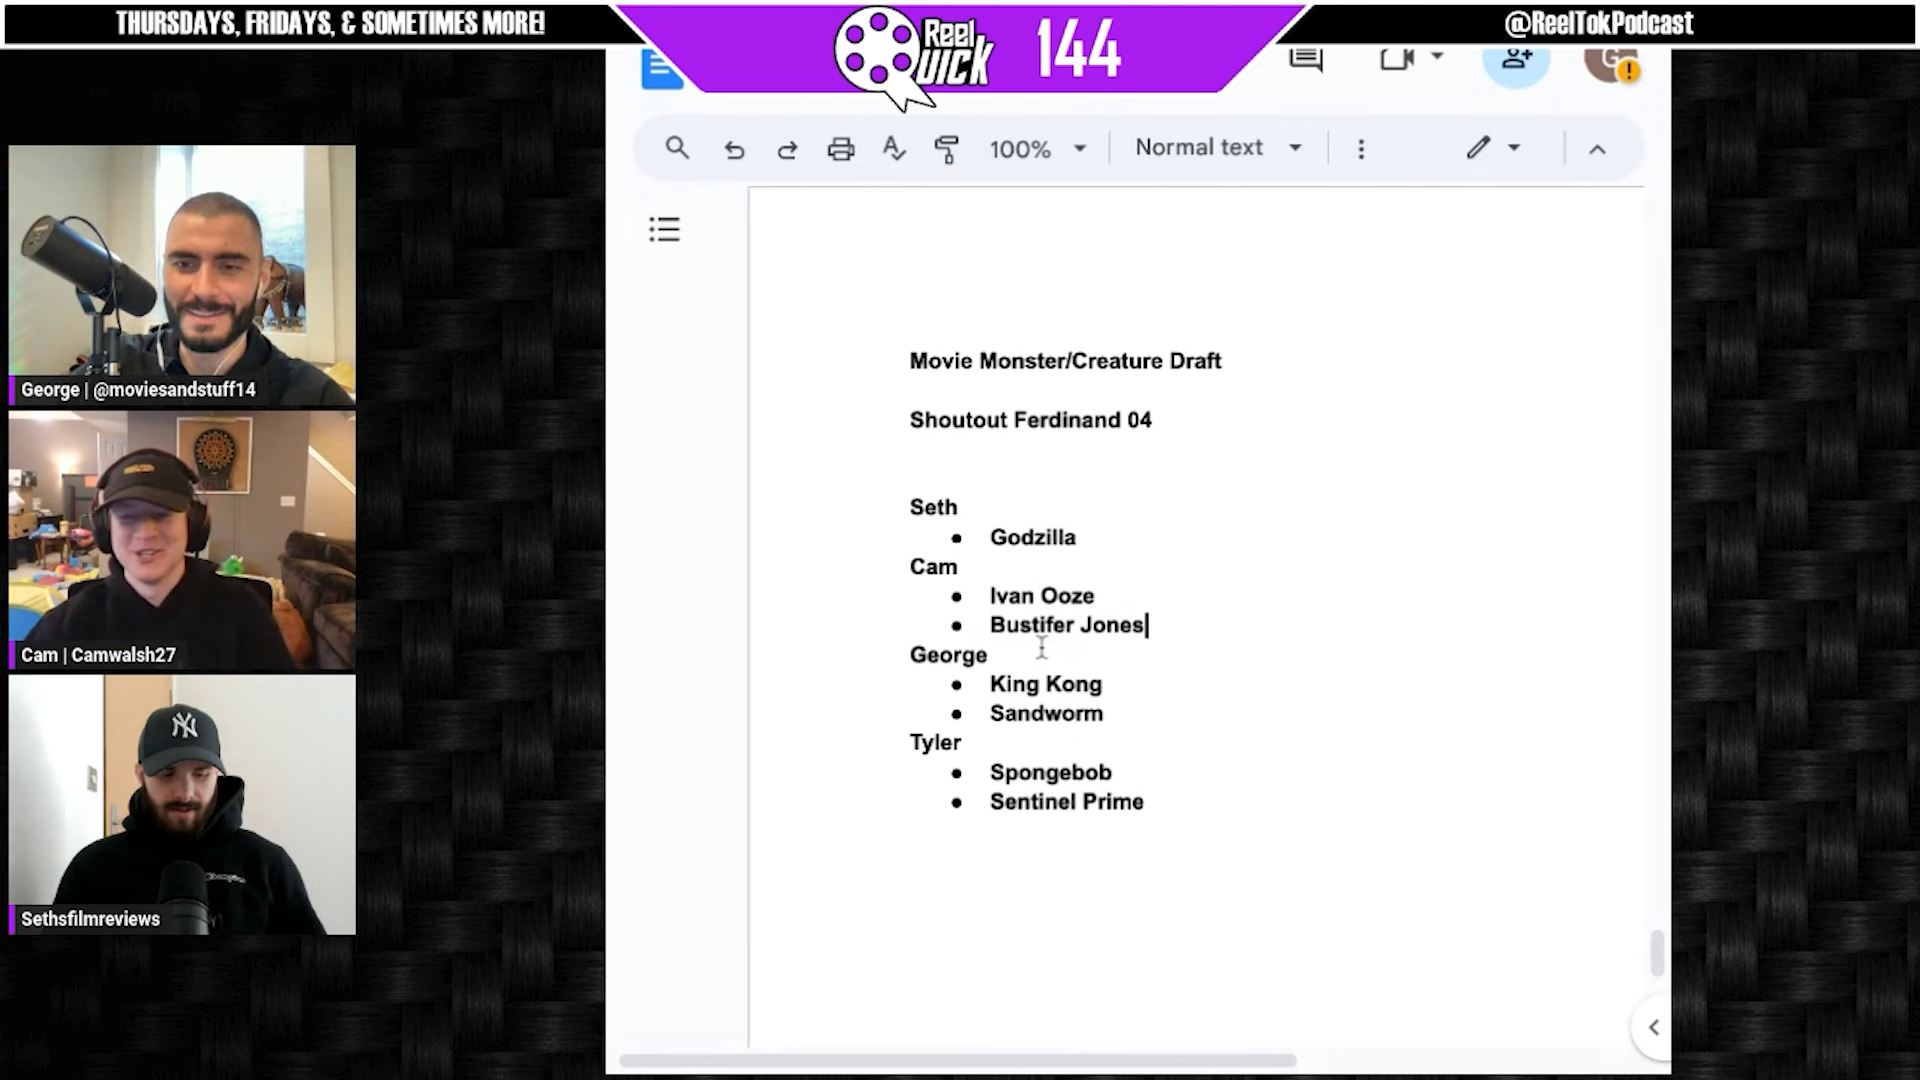 THURSDAYS, FRIDAYS, & SOMETIMES MORE!
Reel
QUICK
144
@ReelTokPodcast
G
!
100%
Normal text
George | @moviesandstuff14
Cam | Camwalsh27
NY
Champion
Sethsfilmreviews
Movie Monster/Creature Draft
Shoutout Ferdinand 04
Seth
● Godzilla
Cam
● Ivan Ooze
● Bustifer Jones
George
● King Kong
● Sandworm
Tyler
● Spongebob
● Sentinel Prime